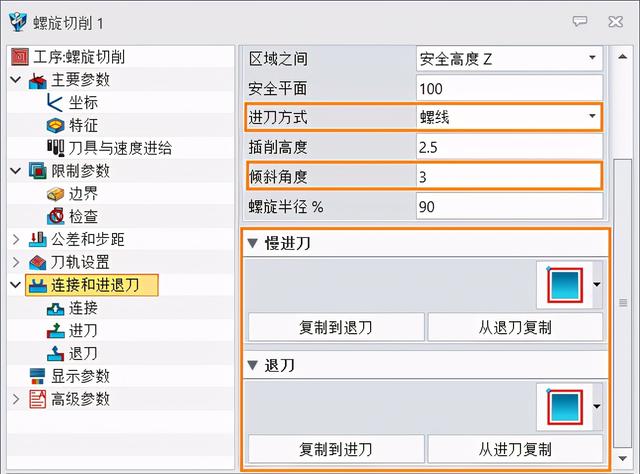 螺旋切削 1
工序:螺旋切削
主要参数
坐标
特征
刀具与速度进给
限制参数
边界
检查
公差和步距
刀轨设置
连接和进退刀
连接
进刀
退刀
显示参数
高级参数
区域之间 安全高度 Z
安全平面 100
进刀方式 螺线
插削高度 2.5
倾斜角度 3
螺旋半径 % 90
慢进刀
复制到退刀 从退刀复制
退刀
复制到进刀 从进刀复制